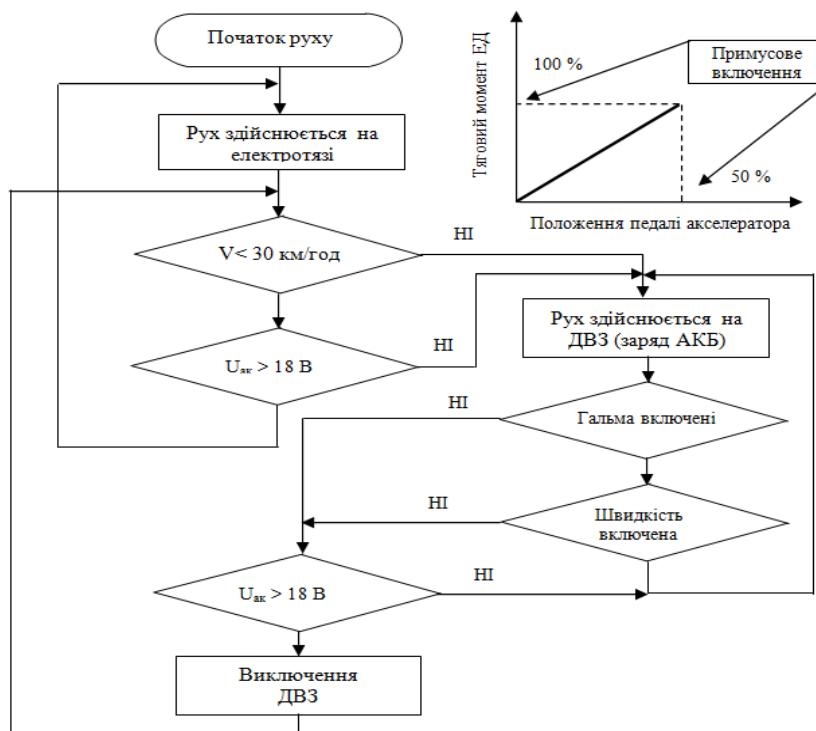 Початок руху
Рух здійснюється на
електротязі
V< 30 км/год
НІ
Uак > 18 В
НІ
Тяговий момент ЕД
100 %
Примусове
включення
50 %
Положення педалі акселератора
Рух здійснюється на
ДВЗ (заряд АКБ)
НІ
Гальма включені
НІ
Швидкість
включена
Uак > 18 В
НІ
Виключення
ДВЗ